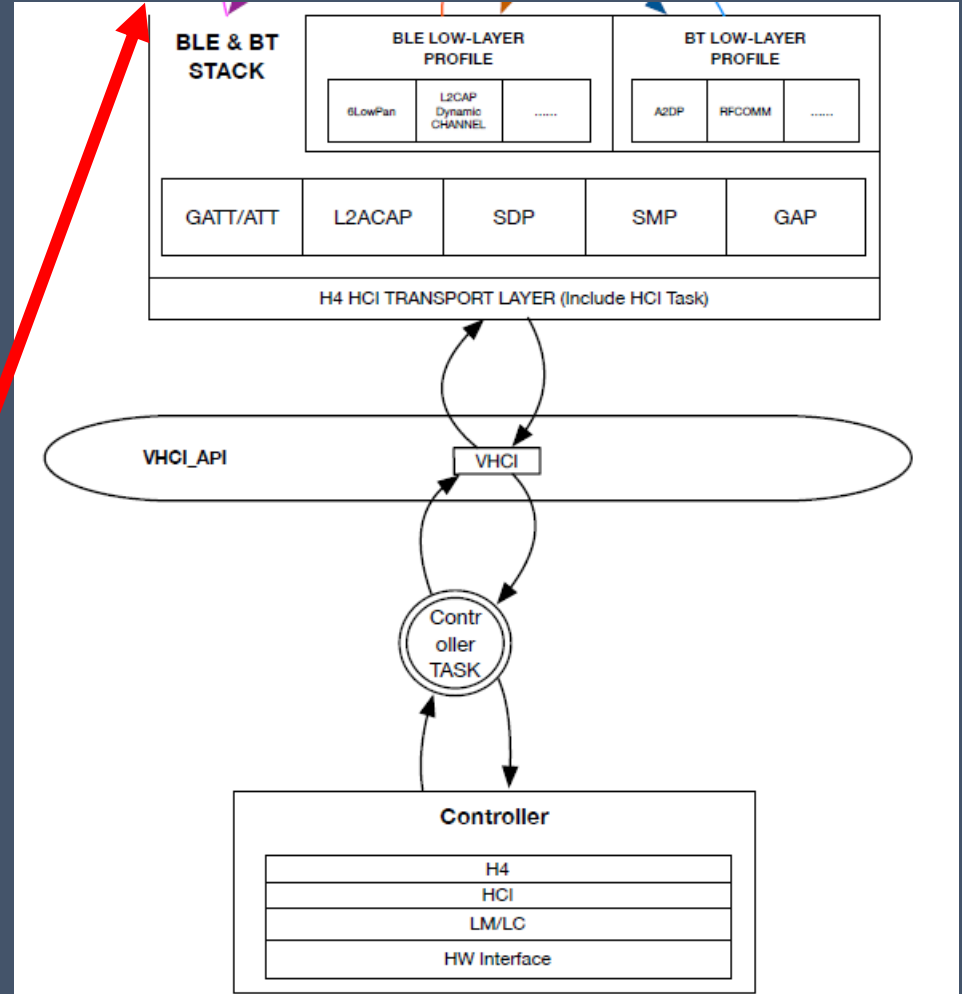 BLE & BT
STACK
BLE LOW-LAYER
PROFILE
6LowPan
L2CAP
Dynamic
CHANNEL
......
BT LOW-LAYER
PROFILE
A2DP
RFCOMM
......
GATT/ATT
L2ACAP
SDP
SMP
GAP
H4 HCI TRANSPORT LAYER (Include HCI Task)
VHCI_API
VHCI
Contr
oller
TASK
Controller
H4
HCI
LM/LC
HW Interface